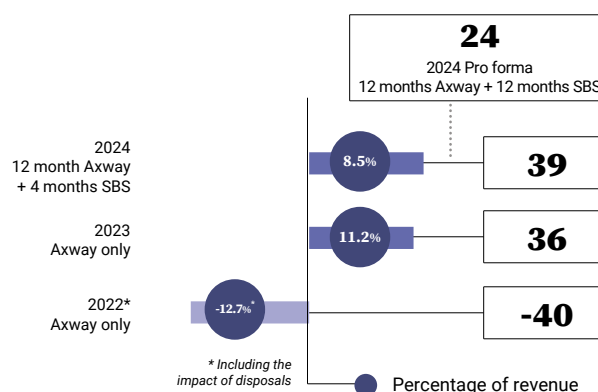 24
2024 Pro forma
12 months Axway + 12 months SBS
2024
12 month Axway
+ 4 months SBS
8.5%
39
2023
Axway only
11.2%
36
2022*
Axway only
-12.7%*
-40
* Including the
impact of disposals
Percentage of revenue